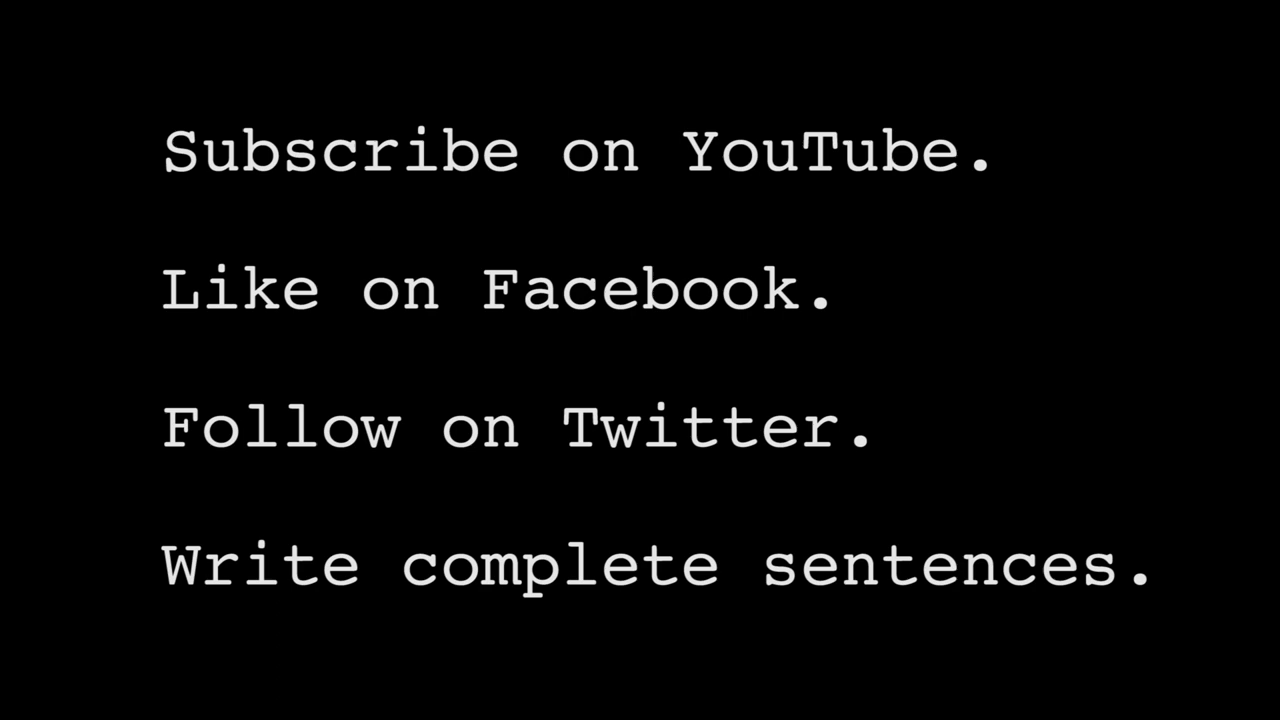 Subscribe on YouTube.
Like on Facebook.
Follow on Twitter.
Write complete sentences.